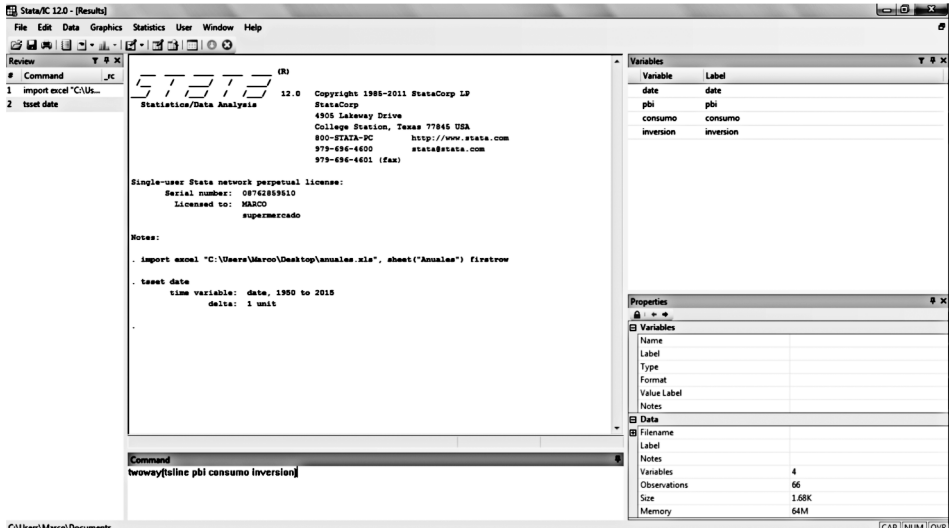 Stata/IC 12.0 - [Results]
File Edit Data Graphics Statistics User Window Help
Review
# Command _rc
1 import excel "C:\Us...
2 tsset date
(R)
STATA 12.0 Copyright 1985-2011 StataCorp LP
Statistics/Data Analysis StataCorp
4905 Lakeway Drive
College Station, Texas 77845 USA
800-STATA-PC http://www.stata.com
979-696-4600 stata@stata.com
979-696-4601 (fax)
Single-user Stata network perpetual license:
Serial number: 08762859510
Licensed to: MARCO
supermercado
Notes:
. import excel "C:\Users\Marco\Desktop\anuales.xls", sheet("Anuales") firstrow
. tsset date
time variable: date, 1950 to 2015
delta: 1 unit
.
Command
twoway(tsline pbi consumo inversion)
Variables
Variable Label
date date
pbi pbi
consumo consumo
inversion inversion
Properties
Variables
Name
Label
Type
Format
Value Label
Notes
Data
Filename
Label
Notes
Variables 4
Observations 66
Size 1.68K
Memory 64M
C:\Users\Marco\Documents
CAP NUM OVR